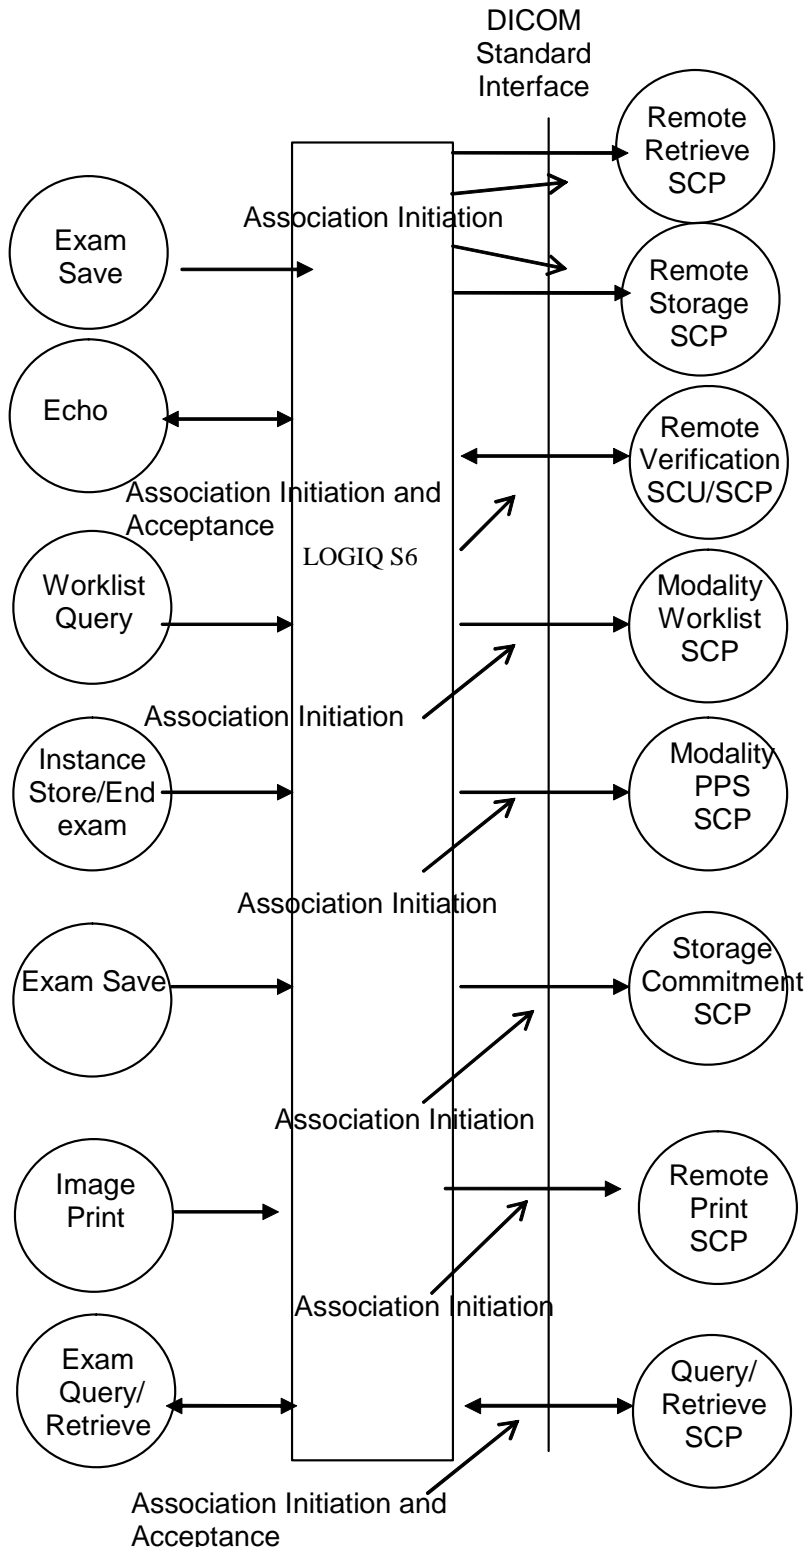 DICOM
Standard
Interface
Remote
Retrieve
SCP
Association Initiation
Exam
Save
Remote
Storage
SCP
Echo
Remote
Verification
SCU/SCP
Association Initiation and
Acceptance
LOGIQ S6
Worklist
Query
Modality
Worklist
SCP
Association Initiation
Instance
Store/End
exam
Modality
PPS
SCP
Association Initiation
Exam Save
Storage
Commitment
SCP
Association Initiation
Image
Print
Remote
Print
SCP
Association Initiation
Exam
Query/
Retrieve
Query/
Retrieve
SCP
Association Initiation and
Acceptance